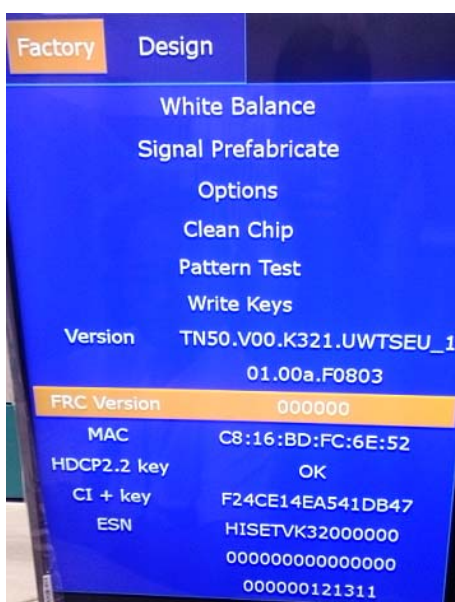 Factory Design
White Balance
Signal Prefabricate
Options
Clean Chip
Pattern Test
Write Keys
Version TN50.V00.K321.UWTSEU_1
01.00a.F0803
FRC Version 000000
MAC C8:16:BD:FC:6E:52
HDCP2.2 key OK
CI + key F24CE14EA541DB47
ESN HISETVK32000000
000000000000000
000000121311